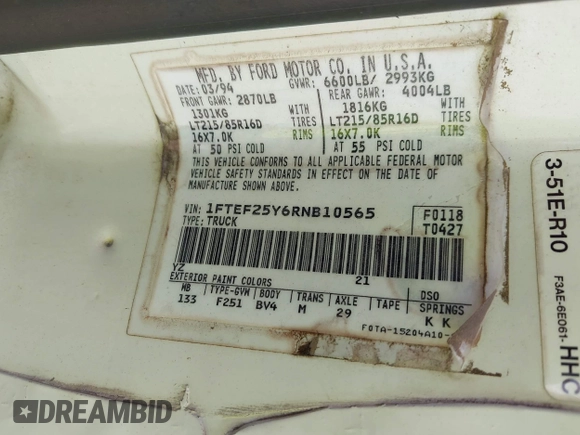 MFD. BY FORD MOTOR CO. IN U.S.A.
DATE: 03/94 GVWR: 6600LB/ 2993KG
FRONT GAWR: 2870LB REAR GAWR: 4004LB
1301KG WITH 1816KG WITH
LT215/85R16D TIRES LT215/85R16D TIRES
16X7.0K RIMS 16X7.0K RIMS
AT 50 PSI COLD AT 55 PSI COLD
THIS VEHICLE CONFORMS TO ALL APPLICABLE FEDERAL MOTOR
VEHICLE SAFETY STANDARDS IN EFFECT ON THE DATE OF
MANUFACTURE SHOWN ABOVE.
VIN: 1FTEF25Y6RNB10565 F0118
TYPE: TRUCK T0427
YZ 21
EXTERIOR PAINT COLORS DSO
WB TYPE-GVW BODY TRANS AXLE TAPE SPRINGS
133 F251 BV4 M 29 K K
F0TA-15204A10-
3-51E-R10
F3AE-6E061-HHC
DREAMBID